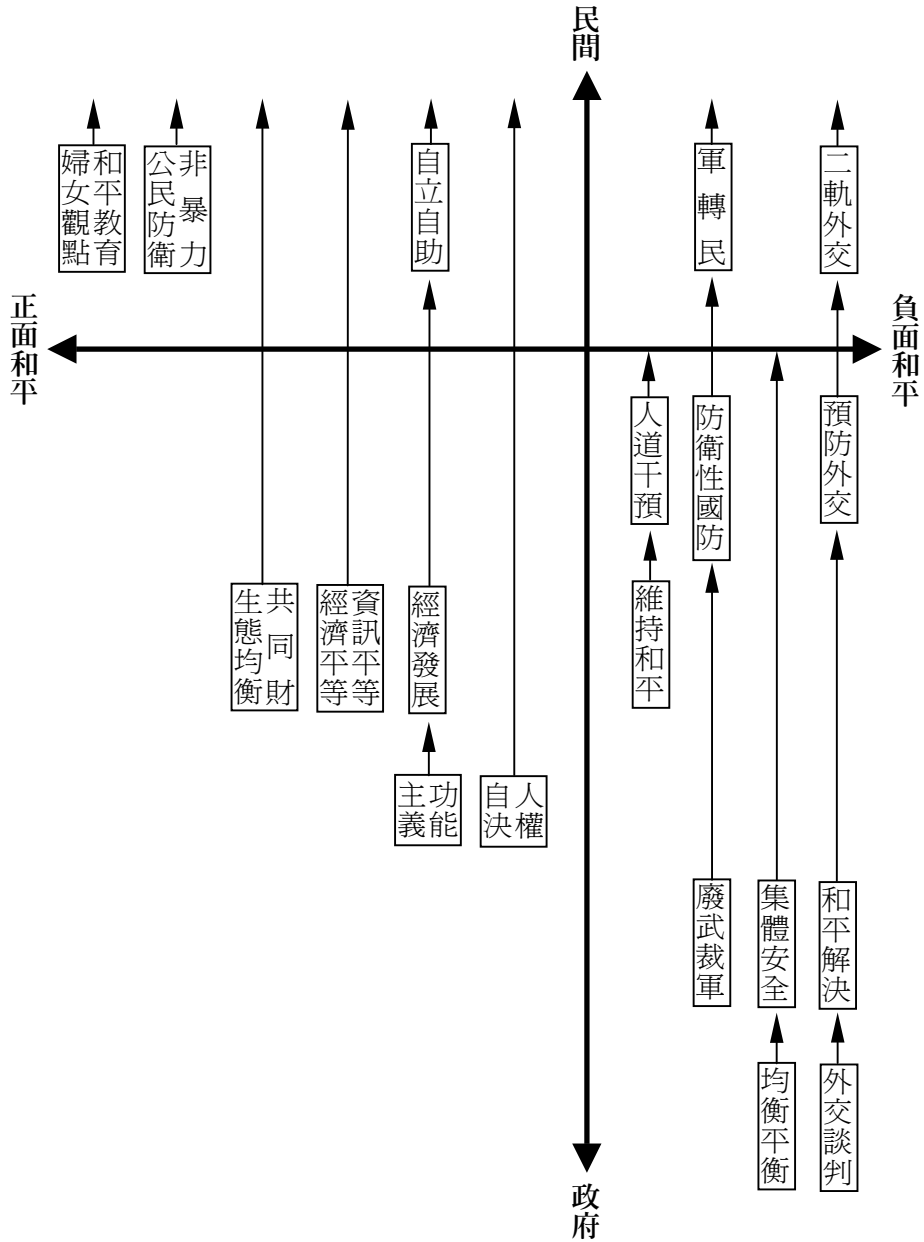 民間
二軌外交
軍轉民
自立自助
非暴力
公民防衛
和平教育
婦女觀點
負面和平
正面和平
預防外交
防衛性國防
人道干預
維持和平
經濟發展
資訊平等
經濟平等
共同財
生態均衡
人權
自決
功能
主義
和平解決
集體安全
廢武裁軍
外交談判
均衡平衡
政府